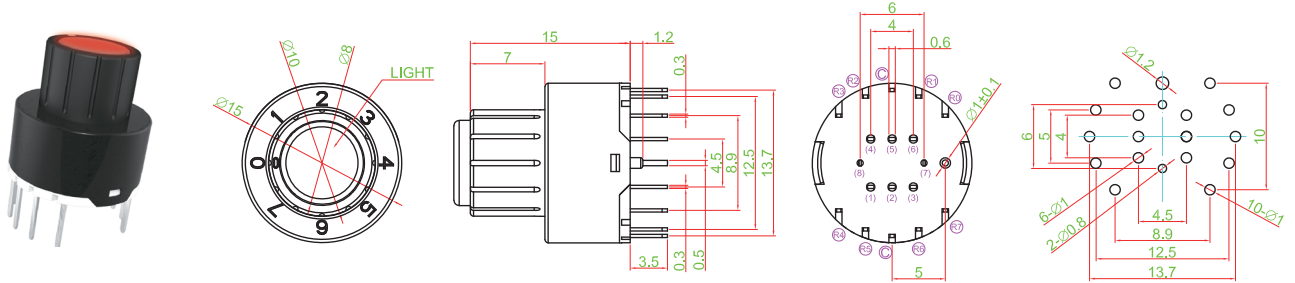 Ø10
Ø8
LIGHT
Ø15
0
1
2
3
4
5
6
7
8
15
1.2
7
0.3
4.5
8.9
12.5
13.7
3.5
0.3
0.5
6
4
0.6
R3
R2
C
R1
R0
Ø1±0.1
(4)
(5)
(6)
(8)
(7)
(1)
(2)
(3)
R4
R5
C
R6
R7
5
Ø1.2
6
5
4
10
6-Ø1
2-Ø0.8
10-Ø1
4.5
8.9
12.5
13.7